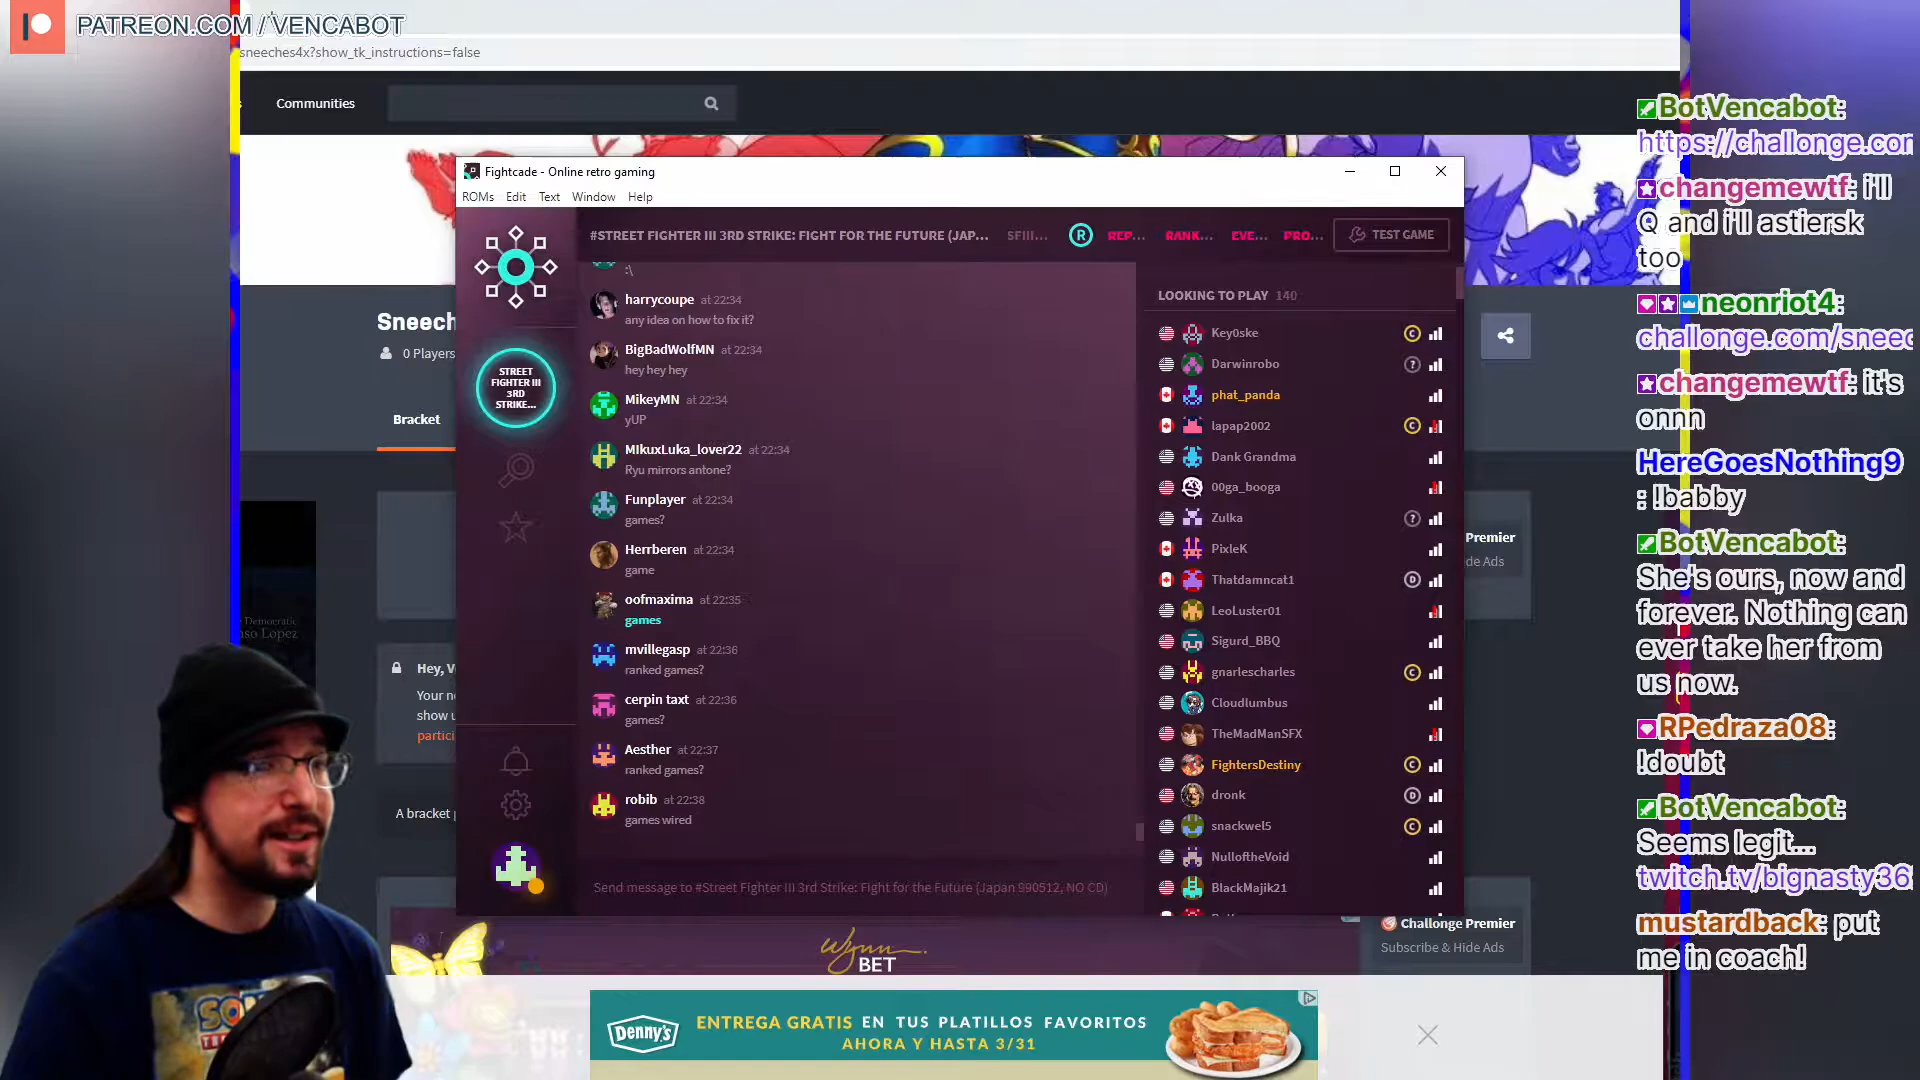 PATREON.COM / VENCABOT
sneeches4x?show_tk_instructions=false
Communities
Sneech
0 Players
Bracket
Democratic
nso Lopez
Hey, V
Your n
show u
partici
A bracket p
Fightcade - Online retro gaming
ROMs Edit Text Window Help
#STREET FIGHTER III 3RD STRIKE: FIGHT FOR THE FUTURE (JAP... SFIII... R REP... RANK... EVE... PRO... TEST GAME
STREET
FIGHTER III
3RD
STRIKE...
:\
harrycoupe at 22:34
any idea on how to fix it?
BigBadWolfMN at 22:34
hey hey hey
MikeyMN at 22:34
yUP
MIkuxLuka_lover22 at 22:34
Ryu mirrors antone?
Funplayer at 22:34
games?
Herrberen at 22:34
game
oofmaxima at 22:35
games
mvillegasp at 22:36
ranked games?
cerpin taxt at 22:36
games?
Aesther at 22:37
ranked games?
robib at 22:38
games wired
Send message to #Street Fighter III 3rd Strike: Fight for the Future (Japan 990512, NO CD)
LOOKING TO PLAY 140
Key0ske C
Darwinrobo ?
phat_panda
lapap2002 C
Dank Grandma
00ga_booga
Zulka ?
PixleK
Thatdamncat1 D
LeoLuster01
Sigurd_BBQ
gnarlescharles C
Cloudlumbus
TheMadManSFX
FightersDestiny C
dronk D
snackwel5 C
NulloftheVoid
BlackMajik21
Premier
de Ads
Challonge Premier
Subscribe & Hide Ads
Wynn
BET
Denny's
ENTREGA GRATIS EN TUS PLATILLOS FAVORITOS
AHORA Y HASTA 3/31
BotVencabot:
https://challonge.com
changemewtf: i'll
Q and i'll astiersk
too
neonriot4:
challonge.com/sneec
changemewtf: it's
onnn
HereGoesNothing9
: !babby
BotVencabot:
She's ours, now and
forever. Nothing can
ever take her from
us now.
RPedraza08:
!doubt
BotVencabot:
Seems legit...
twitch.tv/bignasty36
mustardback: put
me in coach!